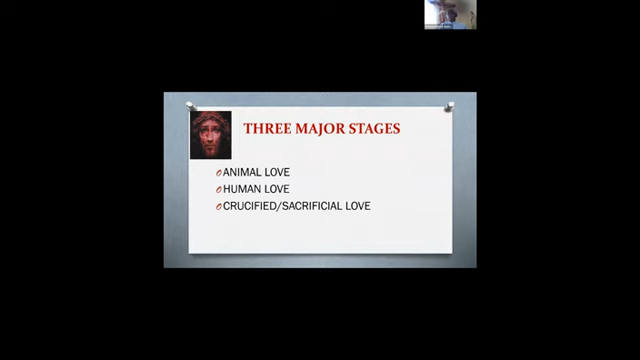 THREE MAJOR STAGES
ANIMAL LOVE
HUMAN LOVE
CRUCIFIED/SACRIFICIAL LOVE